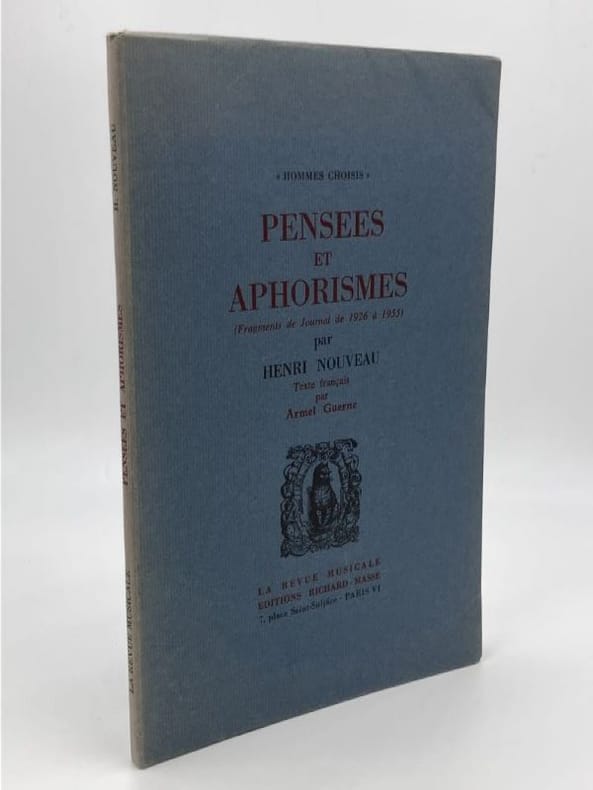 « HOMMES CHOISIS »
PENSEES
ET
APHORISMES
(Fragments de Journal de 1926 à 1955)
par
HENRI NOUVEAU
Texte français
par
Armel Guerne
LA REVUE MUSICALE
EDITIONS RICHARD-MASSE
7, place Saint-Sulpice - PARIS VI
H. NOUVEAU
PENSEES ET APHORISMES
LA REVUE MUSICALE